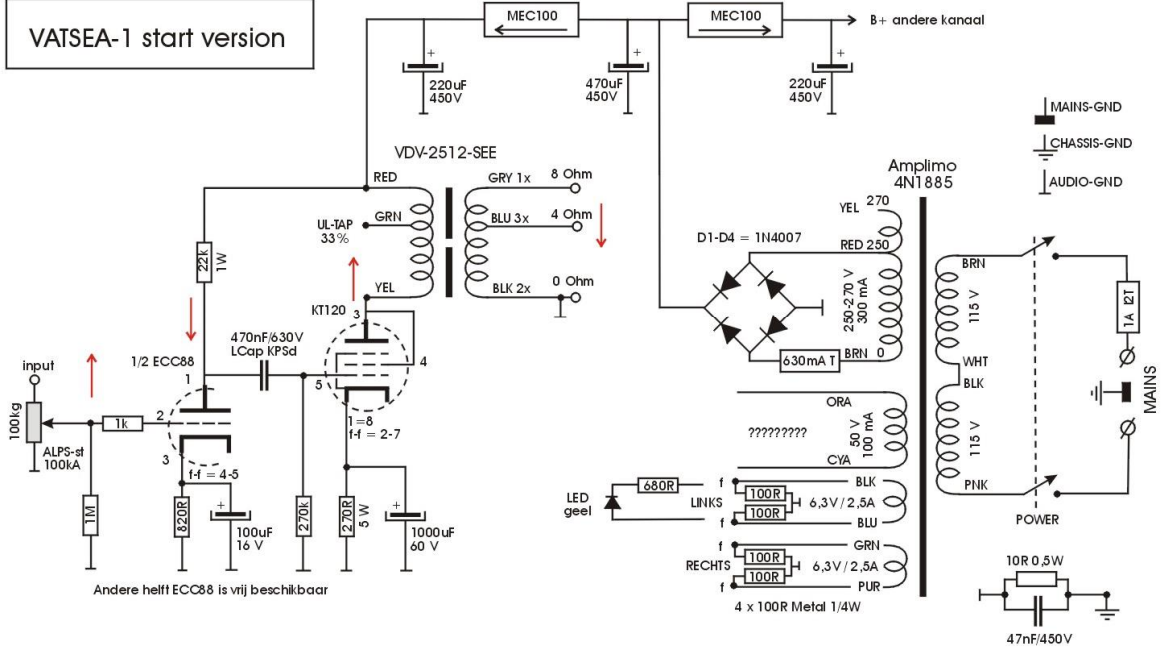 VATSEA-1 start version
MEC100
MEC100
B+ andere kanaal
+
220uF
450V
+
470uF
450V
+
220uF
450V
MAINS-GND
CHASSIS-GND
AUDIO-GND
VDV-2512-SEE
RED
GRN
UL-TAP
33%
YEL
GRY 1x
8 Ohm
BLU 3x
4 Ohm
BLK 2x
0 Ohm
Amplimo
4N1885
YEL 270
RED 250
D1-D4 = 1N4007
250-270 V
300 mA
630mA T
BRN 0
BRN
115 V
WHT
BLK
115 V
PNK
1A I2T
MAINS
POWER
22k
1W
KT120
3
4
5
1=8
f-f = 2-7
470nF/630V
LCap KPSd
1/2 ECC88
1
2
3
f-f = 4-5
input
100kg
ALPS-st
100kA
1k
1M
820R
+
100uF
16 V
270k
270R
5 W
+
1000uF
60 V
Andere helft ECC88 is vrij beschikbaar
ORA
?????????
50 V
100 mA
CYA
LED
geel
680R
f
BLK
LINKS
100R
100R
6,3V/2,5A
f
BLU
f
GRN
RECHTS
100R
100R
6,3V/2,5A
f
PUR
4 x 100R Metal 1/4W
10R 0,5W
47nF/450V